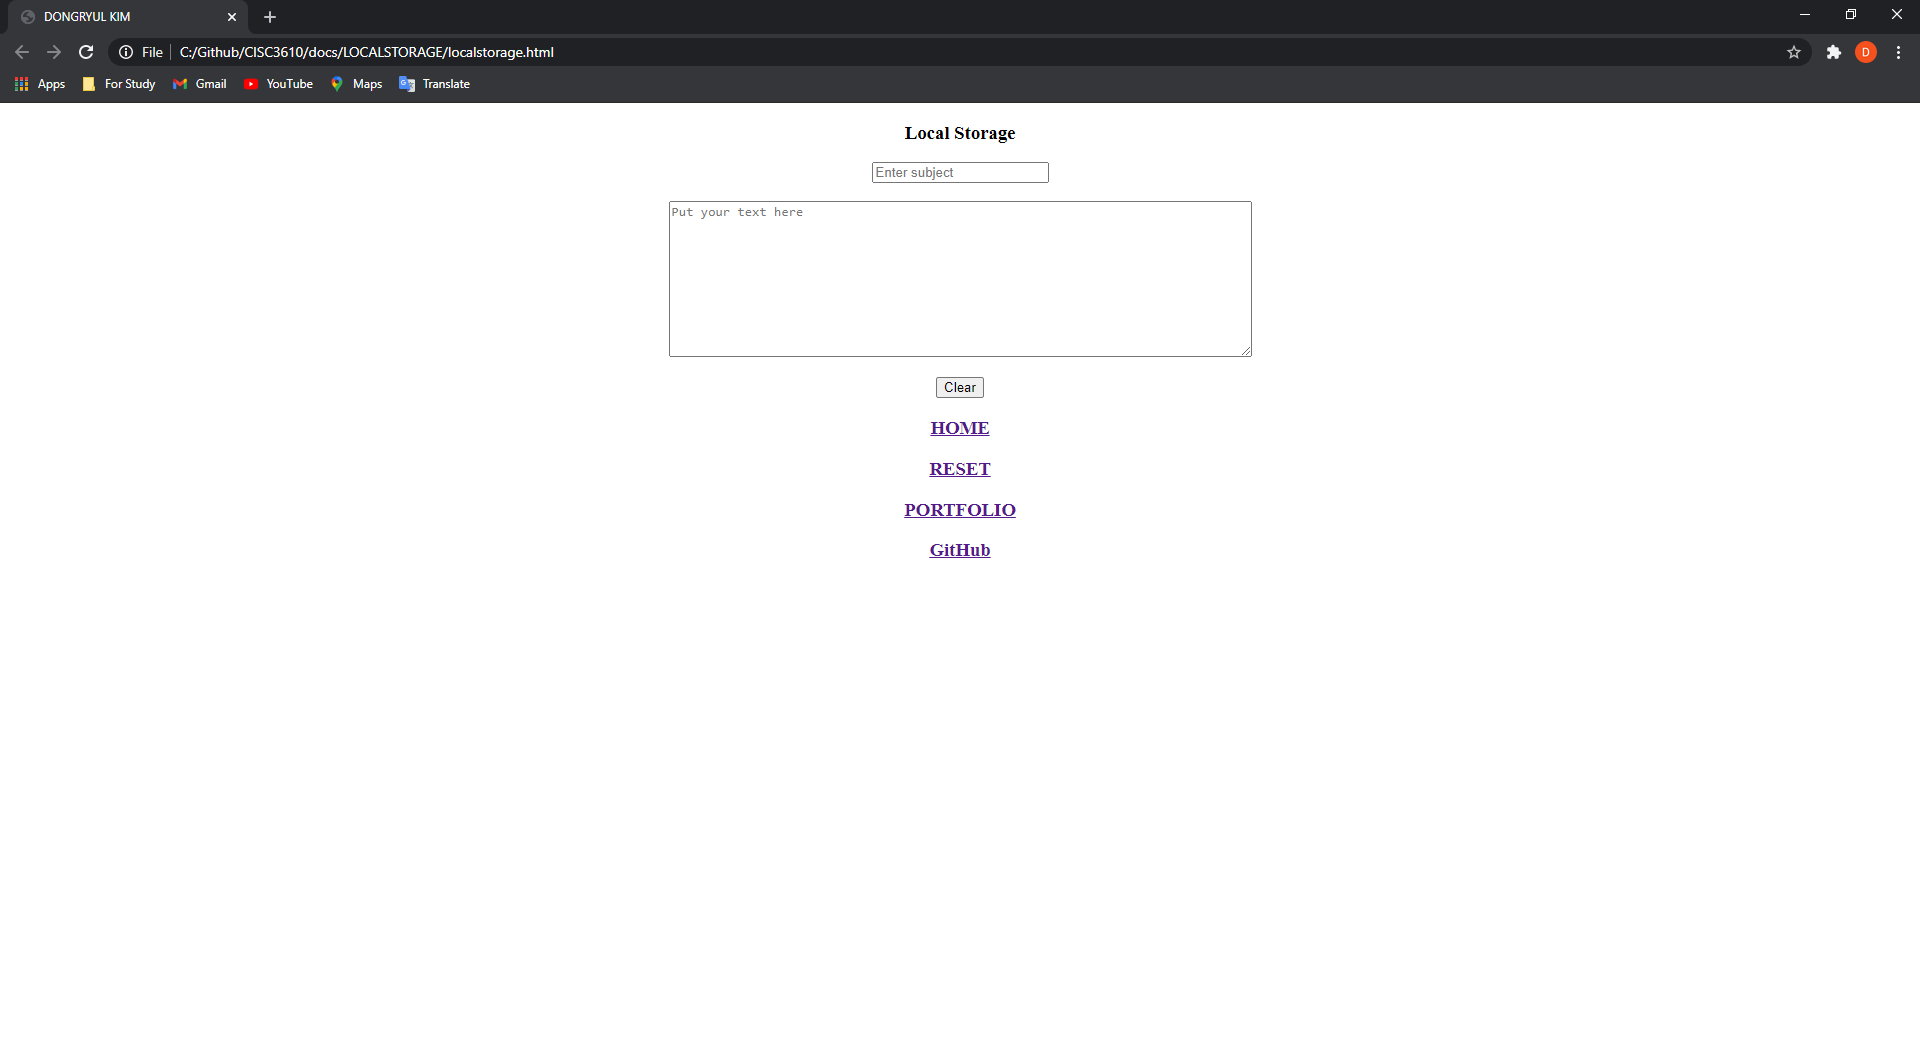 DONGRYUL KIM
File C:/Github/CISC3610/docs/LOCALSTORAGE/localstorage.html D
Apps For Study Gmail YouTube Maps Translate
Local Storage
Enter subject
Put your text here
Clear
HOME
RESET
PORTFOLIO
GitHub